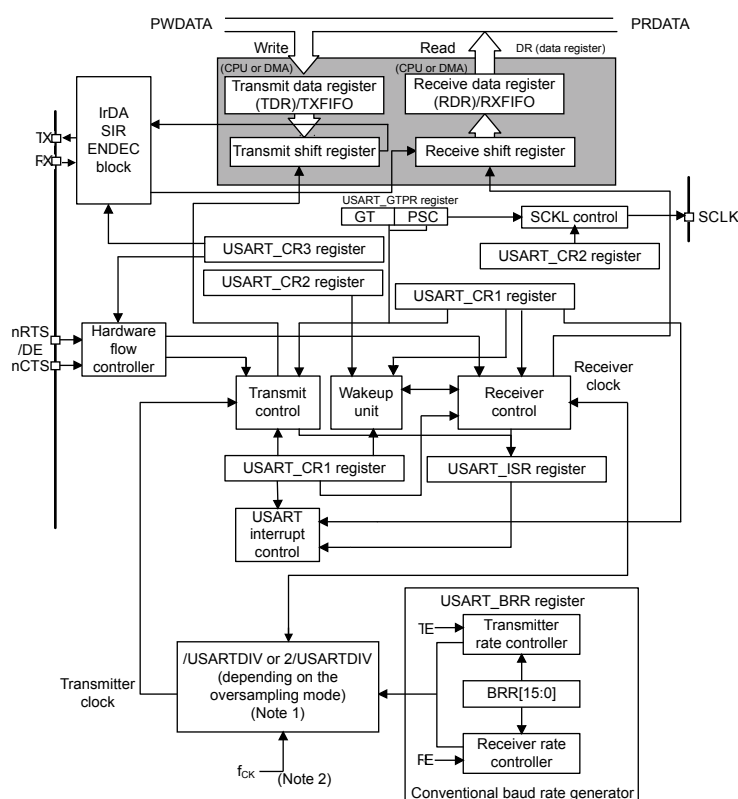 PWDATA
PRDATA
Write
Read
DR (data register)
(CPU or DMA)
(CPU or DMA)
Transmit data register
(TDR)/TXFIFO
Receive data register
(RDR)/RXFIFO
IrDA
SIR
ENDEC
block
TX
RX
Transmit shift register
Receive shift register
USART_GTPR register
GT
PSC
SCKL control
SCLK
USART_CR3 register
USART_CR2 register
USART_CR2 register
USART_CR1 register
nRTS
/DE
nCTS
Hardware
flow
controller
Receiver
clock
Transmit
control
Wakeup
unit
Receiver
control
USART_CR1 register
USART_ISR register
USART
interrupt
control
USART_BRR register
TE
Transmitter
rate controller
/USARTDIV or 2/USARTDIV
(depending on the
oversampling mode)
(Note 1)
Transmitter
clock
BRR[15:0]
RE
Receiver rate
controller
fCK
(Note 2)
Conventional baud rate generator